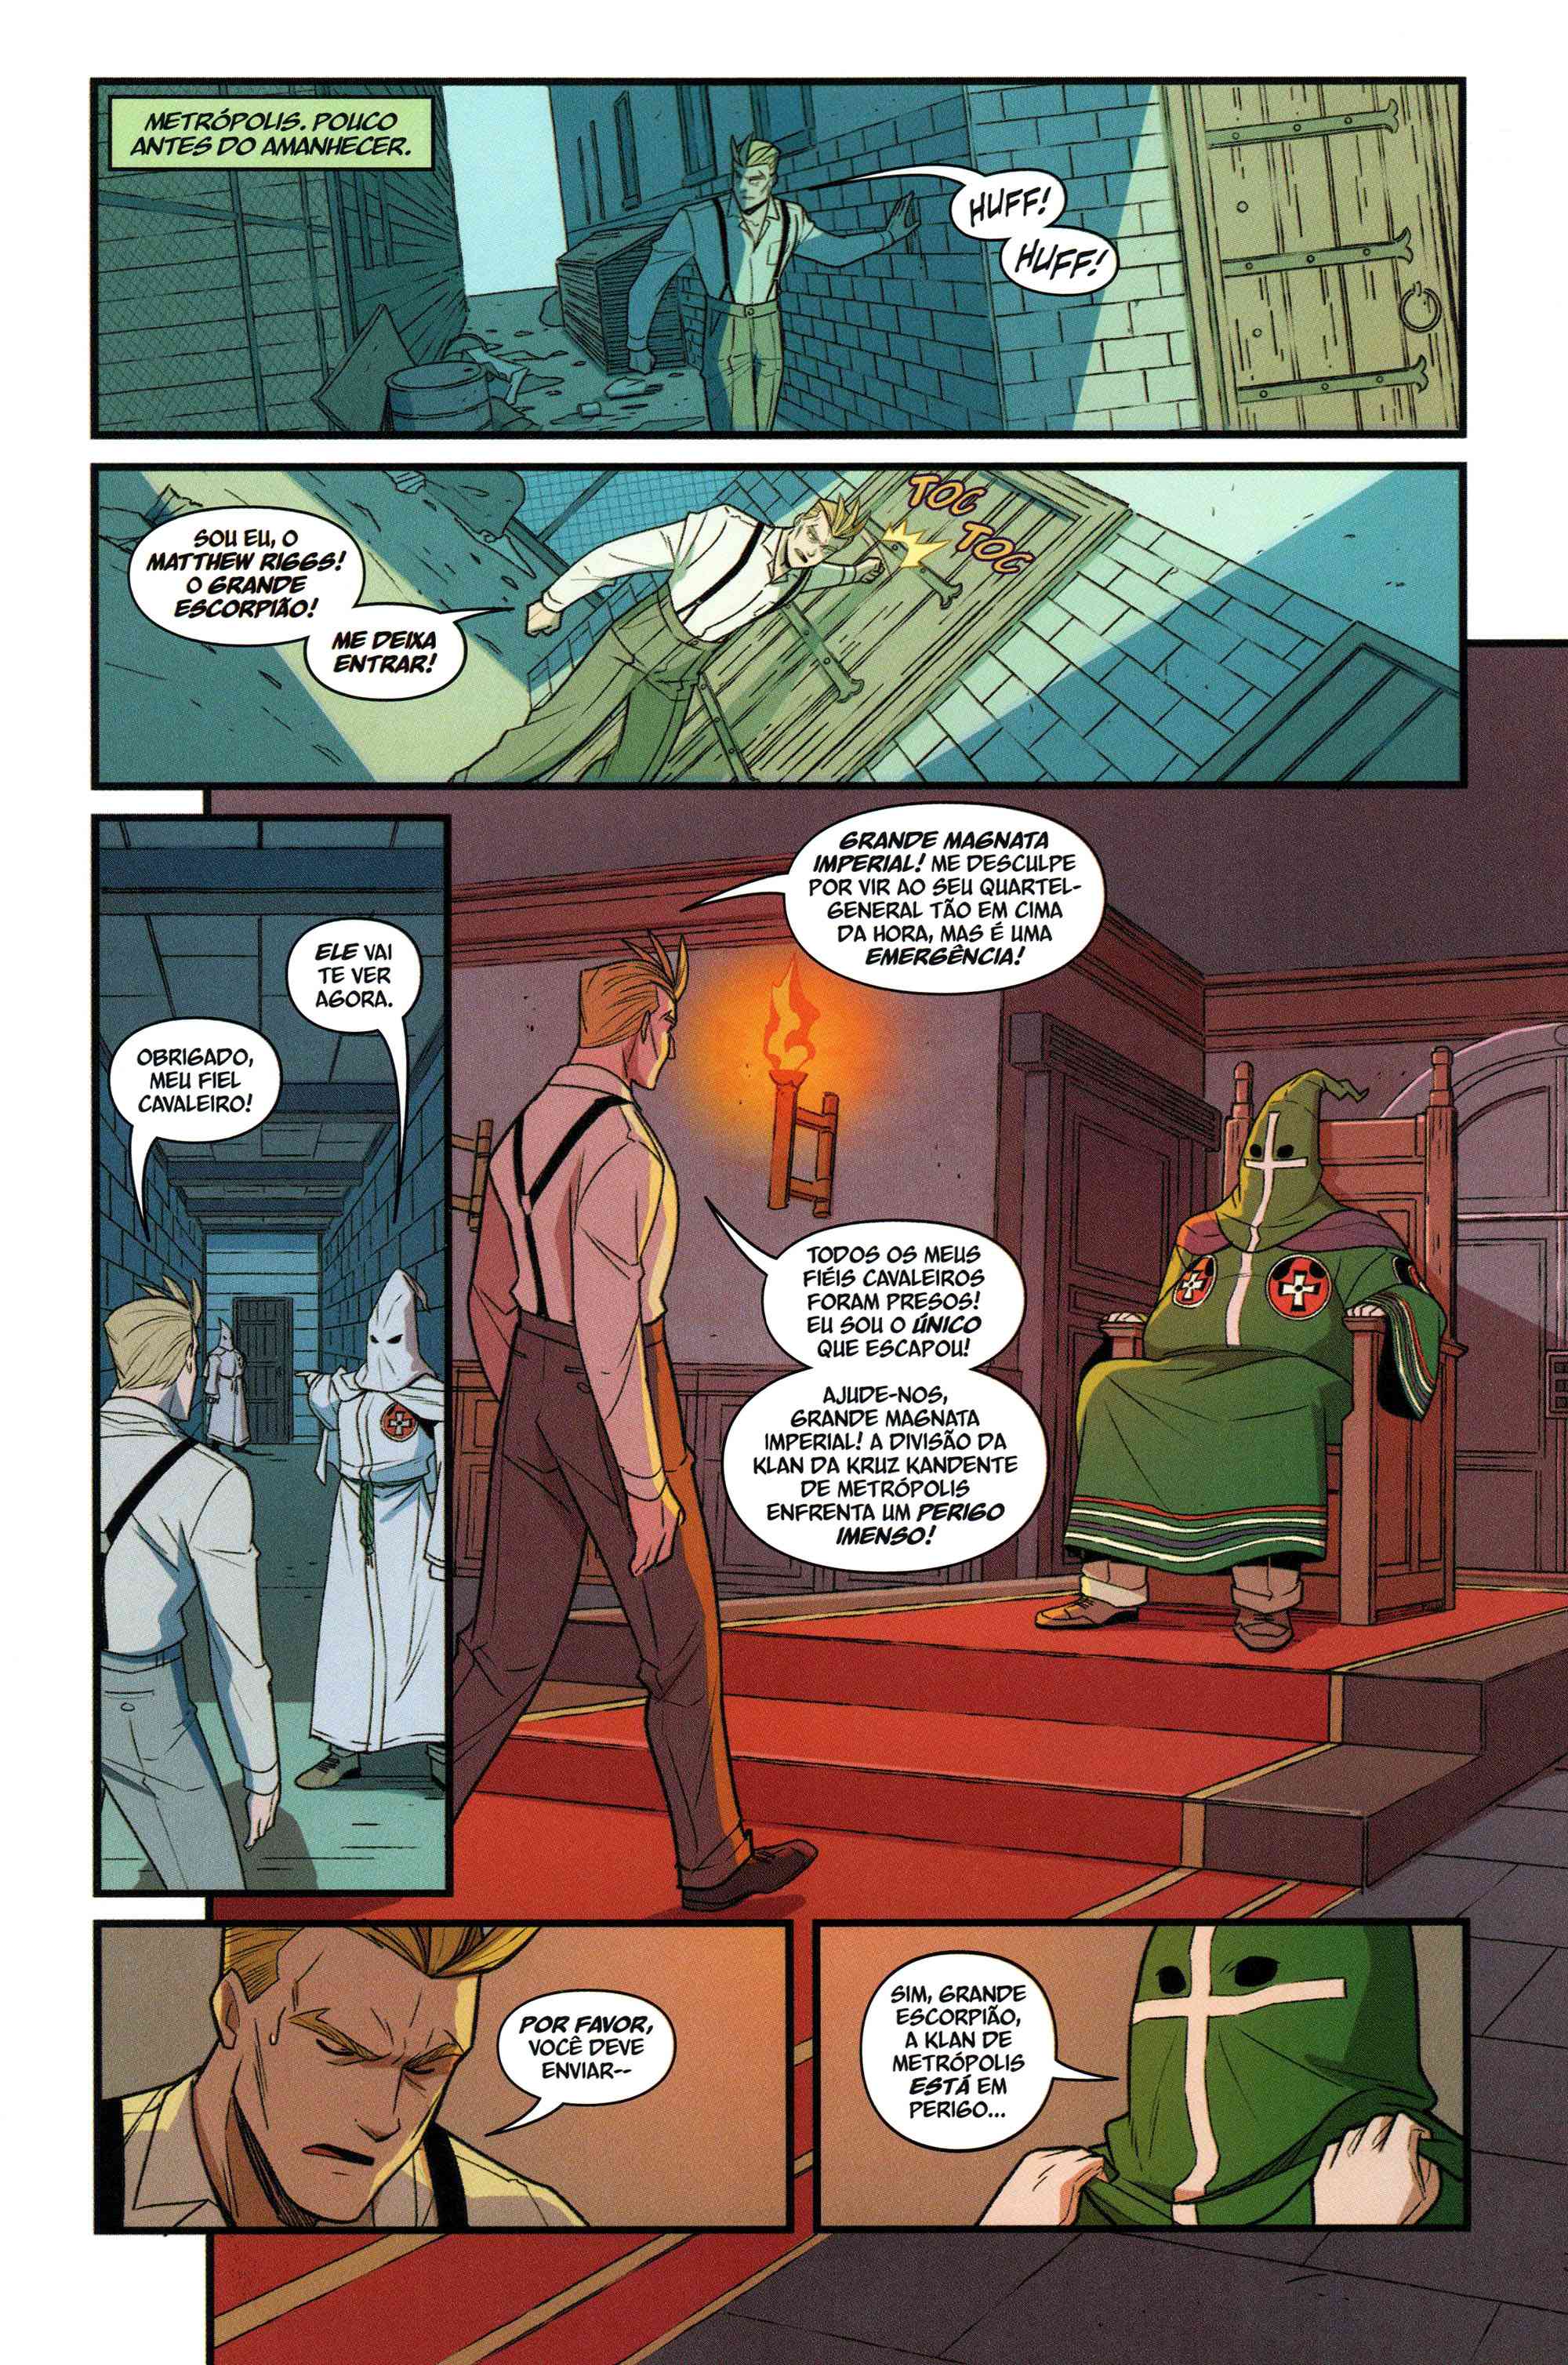 METRÓPOLIS. POUCO
ANTES DO AMANHECER.
HUFF!
HUFF!
TOC
TOC
SOU EU, O
MATTHEW RIGGS!
O GRANDE
ESCORPIÃO!
ME DEIXA
ENTRAR!
ELE VAI
TE VER
AGORA.
OBRIGADO,
MEU FIEL
CAVALEIRO!
GRANDE MAGNATA
IMPERIAL! ME DESCULPE
POR VIR AO SEU QUARTEL-
GENERAL TÃO EM CIMA
DA HORA, MAS É UMA
EMERGÊNCIA!
TODOS OS MEUS
FIÉIS CAVALEIROS
FORAM PRESOS!
EU SOU O ÚNICO
QUE ESCAPOU!
AJUDE-NOS,
GRANDE MAGNATA
IMPERIAL! A DIVISÃO DA
KLAN DA KRUZ KANDENTE
DE METRÓPOLIS
ENFRENTA UM PERIGO
IMENSO!
POR FAVOR,
VOCÊ DEVE
ENVIAR--
SIM, GRANDE
ESCORPIÃO,
A KLAN DE
METRÓPOLIS
ESTÁ EM
PERIGO...